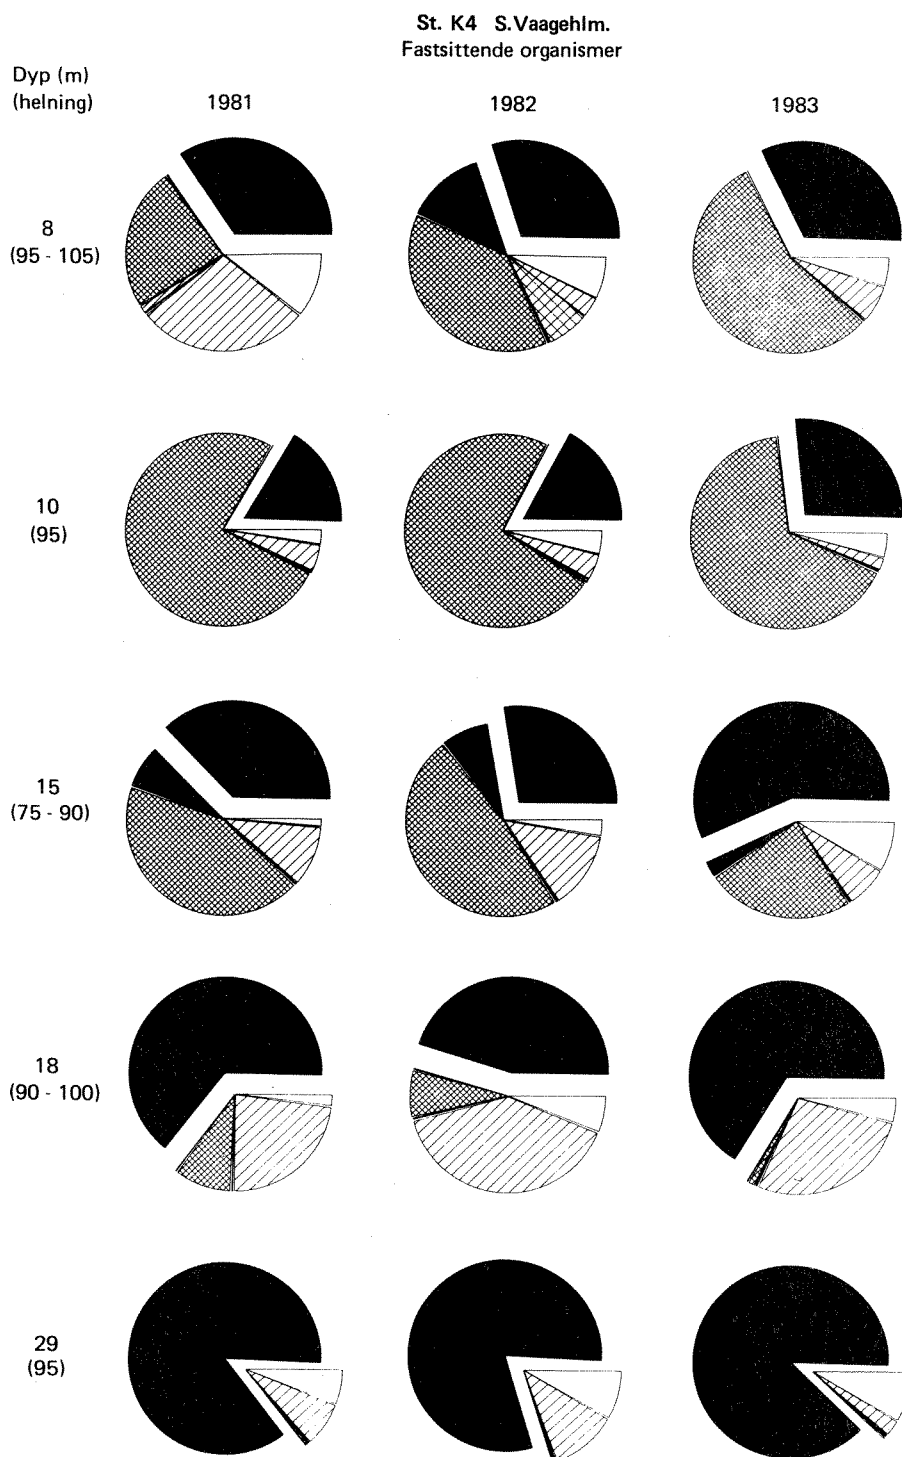 St. K4 S.Vaagehlm.
Fastsittende organismer
Dyp (m)
(helning)
1981
1982
1983
8
(95 - 105)
10
(95)
15
(75 - 90)
18
(90 - 100)
29
(95)